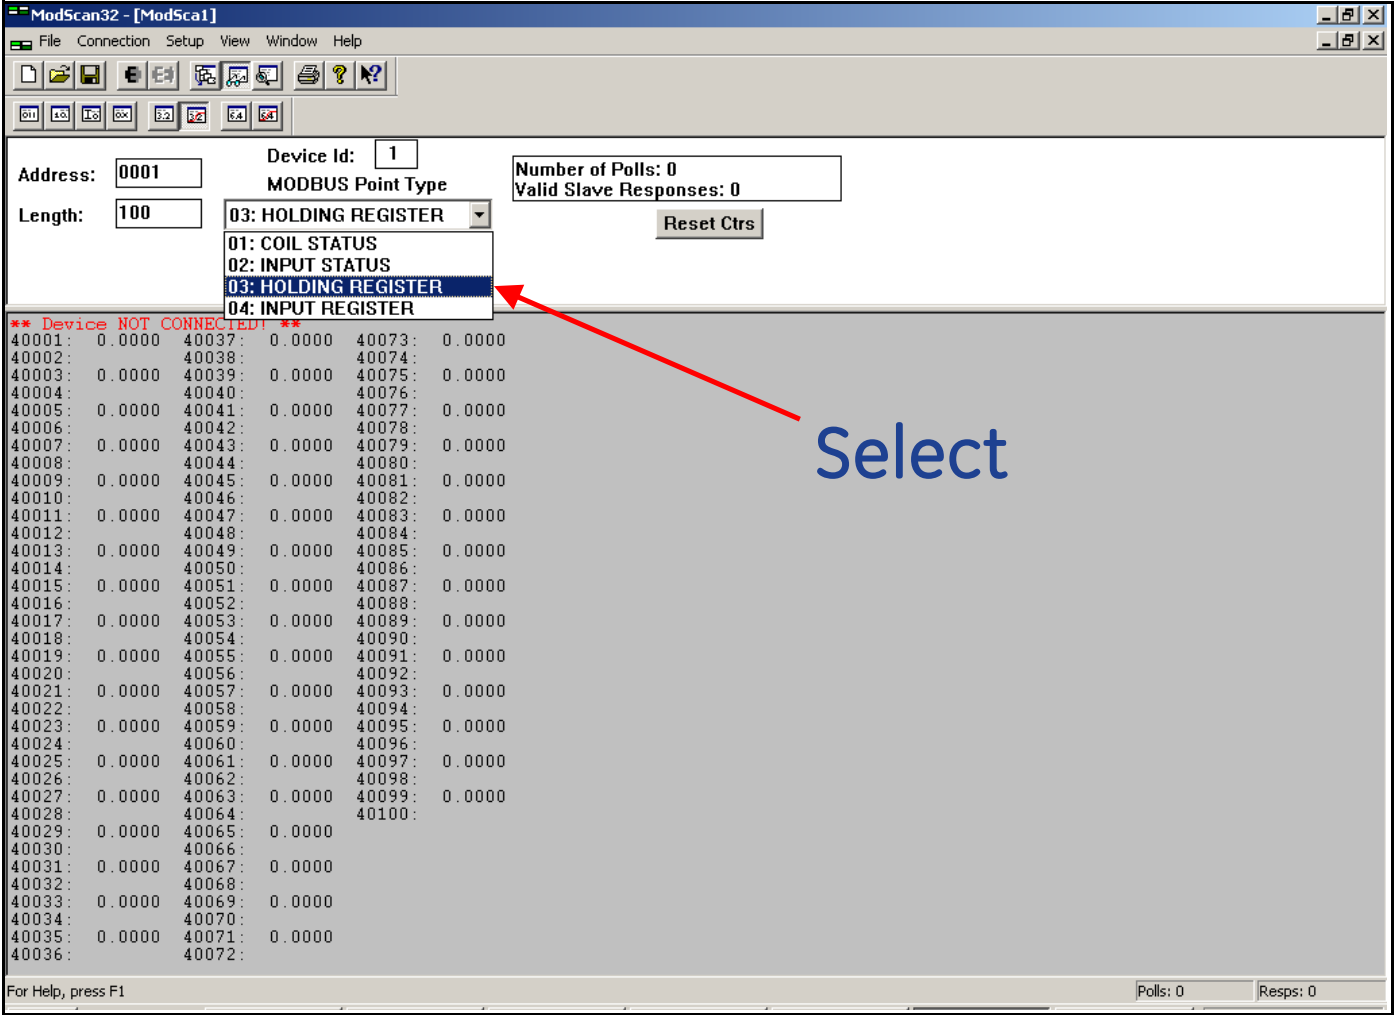 ModScan32 - [ModSca1]
File Connection Setup View Window Help
Address: 0001
Device Id: 1
MODBUS Point Type
Length: 100
03: HOLDING REGISTER
01: COIL STATUS
02: INPUT STATUS
03: HOLDING REGISTER
04: INPUT REGISTER
Number of Polls: 0
Valid Slave Responses: 0
Reset Ctrs
** Device NOT CONNECTED! **
40001: 0.0000 40037: 0.0000 40073: 0.0000
40002: 40038: 40074:
40003: 0.0000 40039: 0.0000 40075: 0.0000
40004: 40040: 40076:
40005: 0.0000 40041: 0.0000 40077: 0.0000
40006: 40042: 40078:
40007: 0.0000 40043: 0.0000 40079: 0.0000
40008: 40044: 40080:
40009: 0.0000 40045: 0.0000 40081: 0.0000
40010: 40046: 40082:
40011: 0.0000 40047: 0.0000 40083: 0.0000
40012: 40048: 40084:
40013: 0.0000 40049: 0.0000 40085: 0.0000
40014: 40050: 40086:
40015: 0.0000 40051: 0.0000 40087: 0.0000
40016: 40052: 40088:
40017: 0.0000 40053: 0.0000 40089: 0.0000
40018: 40054: 40090:
40019: 0.0000 40055: 0.0000 40091: 0.0000
40020: 40056: 40092:
40021: 0.0000 40057: 0.0000 40093: 0.0000
40022: 40058: 40094:
40023: 0.0000 40059: 0.0000 40095: 0.0000
40024: 40060: 40096:
40025: 0.0000 40061: 0.0000 40097: 0.0000
40026: 40062: 40098:
40027: 0.0000 40063: 0.0000 40099: 0.0000
40028: 40064: 40100:
40029: 0.0000 40065: 0.0000
40030: 40066:
40031: 0.0000 40067: 0.0000
40032: 40068:
40033: 0.0000 40069: 0.0000
40034: 40070:
40035: 0.0000 40071: 0.0000
40036: 40072:
Select
For Help, press F1
Polls: 0
Resps: 0